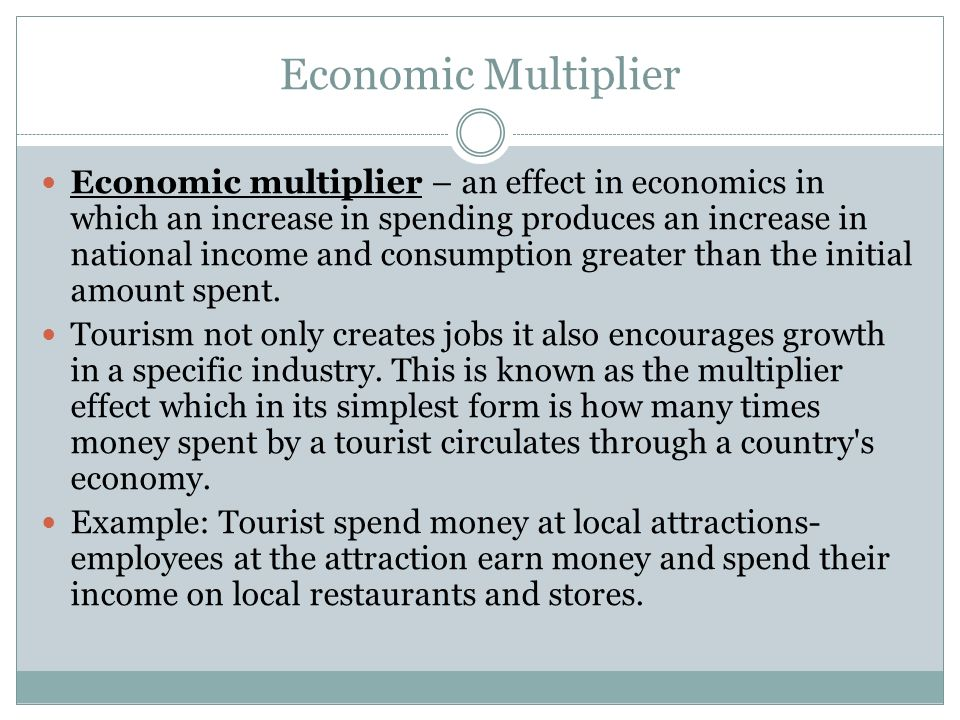 Economic Multiplier
• Economic multiplier – an effect in economics in
which an increase in spending produces an increase in
national income and consumption greater than the initial
amount spent.
• Tourism not only creates jobs it also encourages growth
in a specific industry. This is known as the multiplier
effect which in its simplest form is how many times
money spent by a tourist circulates through a country's
economy.
• Example: Tourist spend money at local attractions-
employees at the attraction earn money and spend their
income on local restaurants and stores.